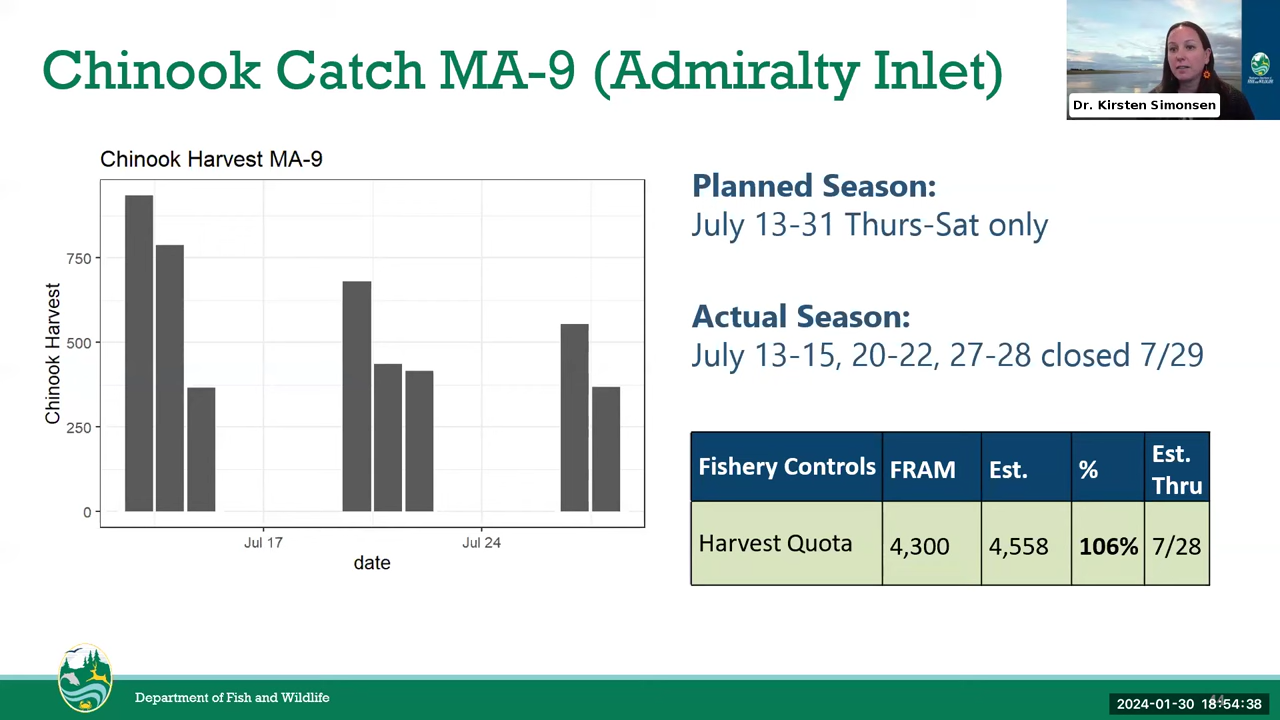 Chinook Catch MA-9 (Admiralty Inlet)
Dr. Kirsten Simonsen
Chinook Harvest MA-9
Chinook Harvest
750
500
250
0
Jul 17
Jul 24
date
Planned Season:
July 13-31 Thurs-Sat only
Actual Season:
July 13-15, 20-22, 27-28 closed 7/29
Fishery Controls FRAM Est. % Est. Thru
Harvest Quota 4,300 4,558 106% 7/28
Department of Fish and Wildlife
2024-01-30 18:54:38